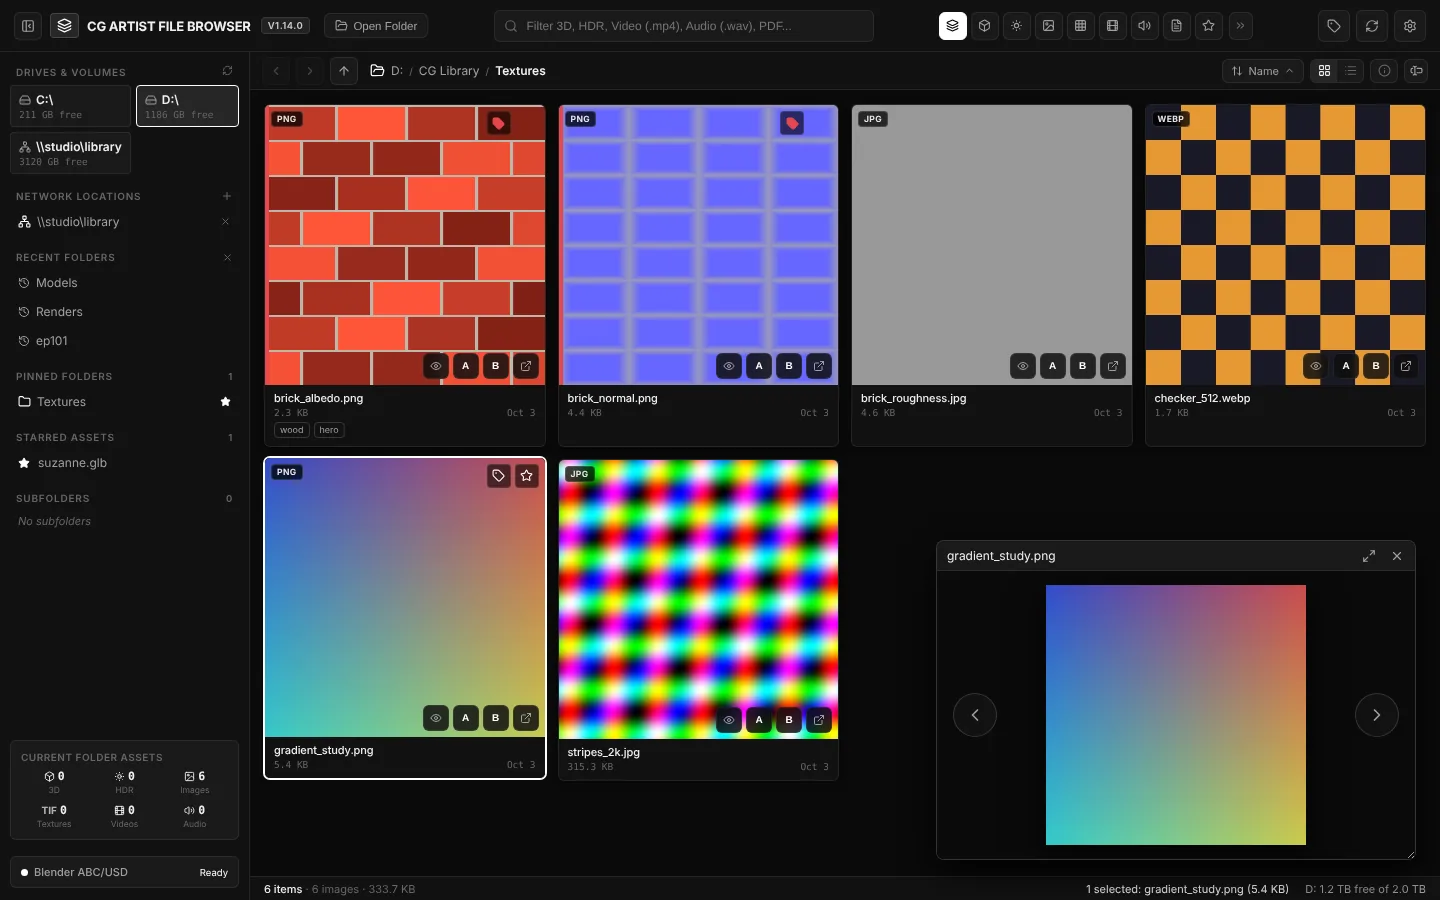 CG ARTIST FILE BROWSER V1.14.0 Open Folder Filter 3D, HDR, Video (.mp4), Audio (.wav), PDF...
D: / CG Library / Textures Name
DRIVES & VOLUMES
C:\ D:\
211 GB free 1186 GB free
\\studio\library
3120 GB free
NETWORK LOCATIONS
\\studio\library
RECENT FOLDERS
Models
Renders
ep101
PINNED FOLDERS 1
Textures
STARRED ASSETS 1
suzanne.glb
SUBFOLDERS 0
No subfolders
CURRENT FOLDER ASSETS
0 0 6
3D HDR Images
TIF 0 0 0
Textures Videos Audio
Blender ABC/USD Ready
PNG PNG JPG WEBP
A B A B A B A B
brick_albedo.png brick_normal.png brick_roughness.jpg checker_512.webp
2.3 KB Oct 3 4.4 KB Oct 3 4.6 KB Oct 3 1.7 KB Oct 3
wood hero
PNG JPG
A B A B
gradient_study.png stripes_2k.jpg
5.4 KB Oct 3 315.3 KB Oct 3
gradient_study.png
6 items · 6 images · 333.7 KB 1 selected: gradient_study.png (5.4 KB) D: 1.2 TB free of 2.0 TB